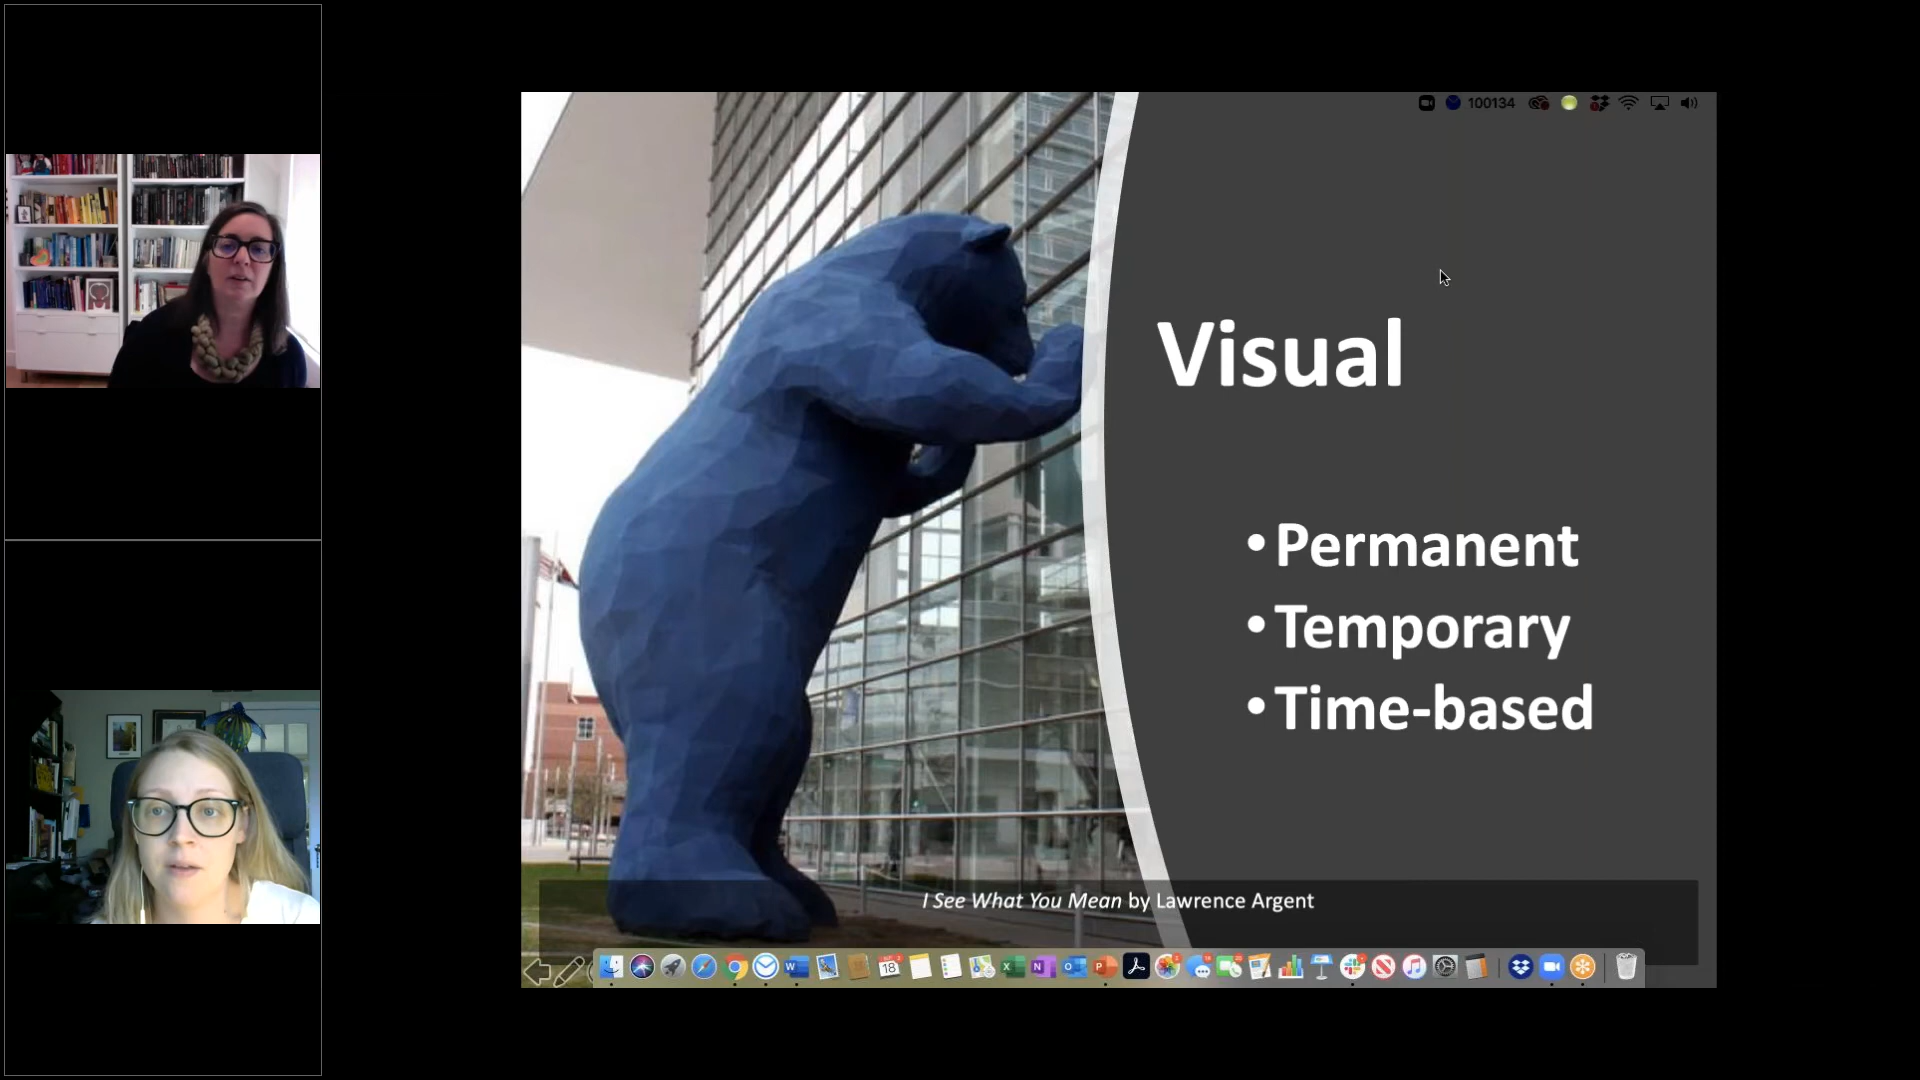 100134
Visual
• Permanent
• Temporary
• Time-based
I See What You Mean by Lawrence Argent
18